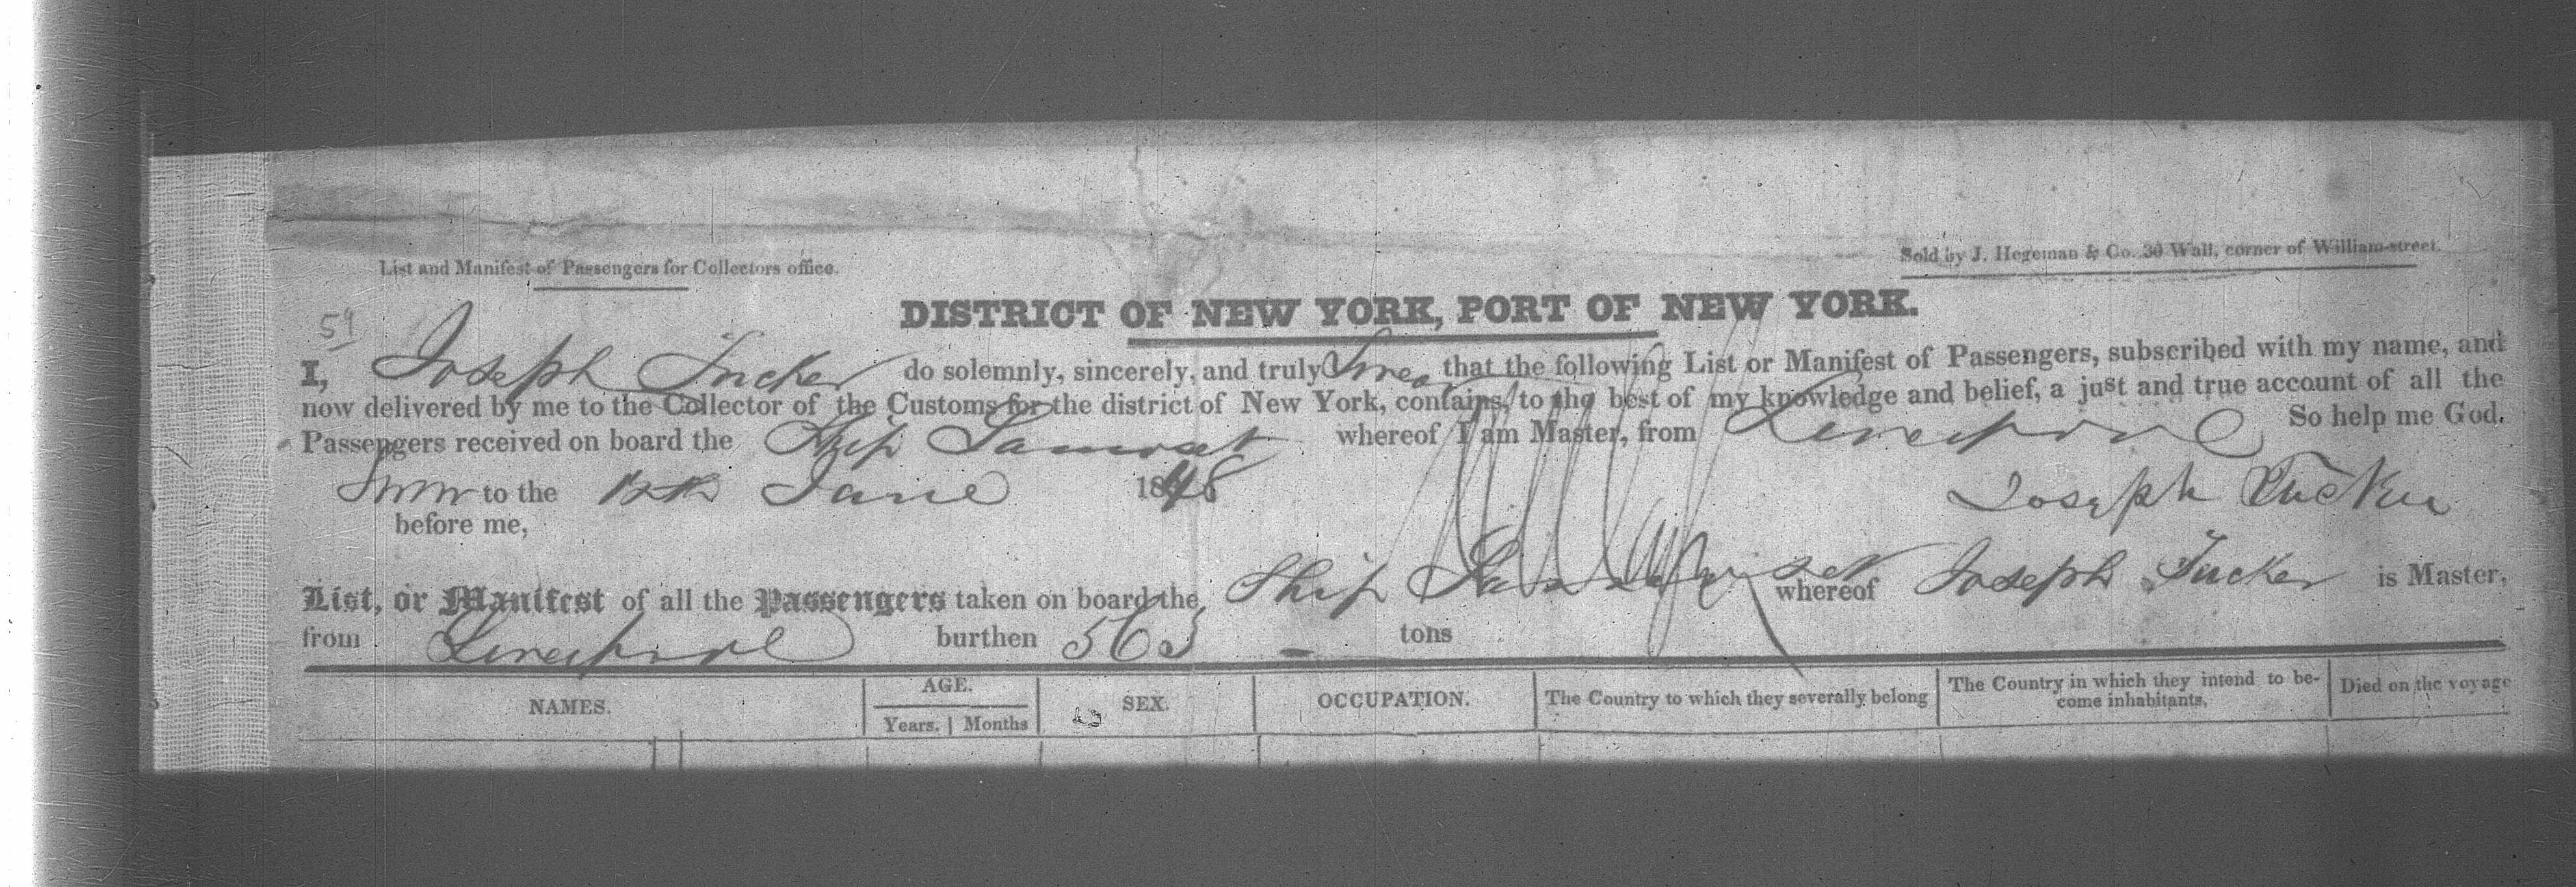 List and Manifest of Passengers for Collectors office.
Sold by J. Hegeman & Co. 30 Wall, corner of William-street.
DISTRICT OF NEW YORK, PORT OF NEW YORK.
59
I, Joseph Tucker do solemnly, sincerely, and truly Swear that the following List or Manifest of Passengers, subscribed with my name, and
now delivered by me to the Collector of the Customs for the district of New York, contains, to the best of my knowledge and belief, a just and true account of all the
Passengers received on board the Ship whereof I am Master, from Liverpool So help me God.
Sworn to the June 1848
Joseph Tucker
before me,
List, or Manifest of all the Passengers taken on board the Ship whereof Joseph Tucker is Master,
from Liverpool burthen 563 tons
NAMES. AGE. SEX. OCCUPATION. The Country to which they severally belong The Country in which they intend to be-come inhabitants, Died on the voyage
Years. Months